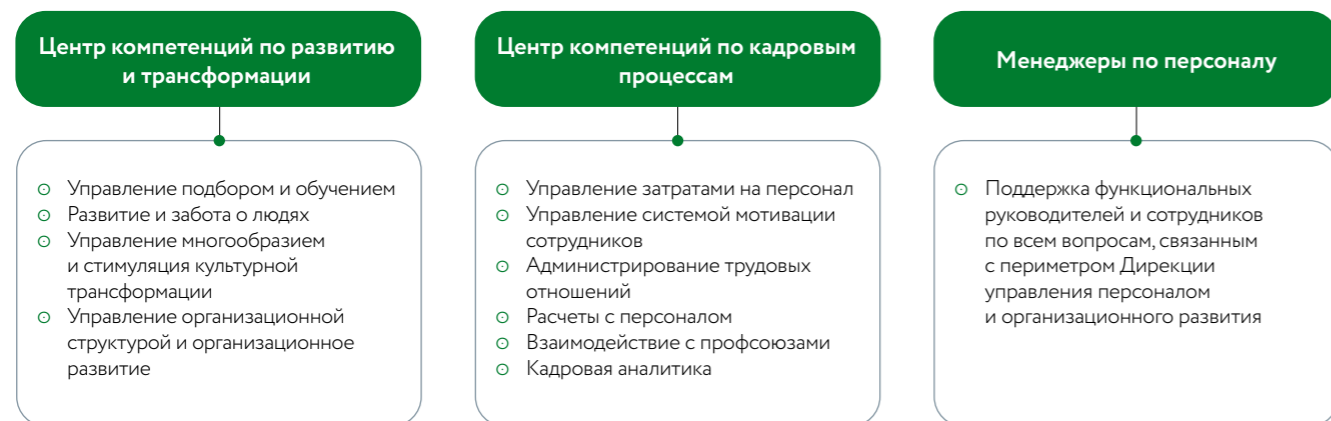 Центр компетенций по развитию
и трансформации
Управление подбором и обучением
Развитие и забота о людях
Управление многообразием
и стимуляция культурной
трансформации
Управление организационной
структурой и организационное
развитие
Центр компетенций по кадровым
процессам
Управление затратами на персонал
Управление системой мотивации
сотрудников
Администрирование трудовых
отношений
Расчеты с персоналом
Взаимодействие с профсоюзами
Кадровая аналитика
Менеджеры по персоналу
Поддержка функциональных
руководителей и сотрудников
по всем вопросам, связанным
с периметром Дирекции
управления персоналом
и организационного развития